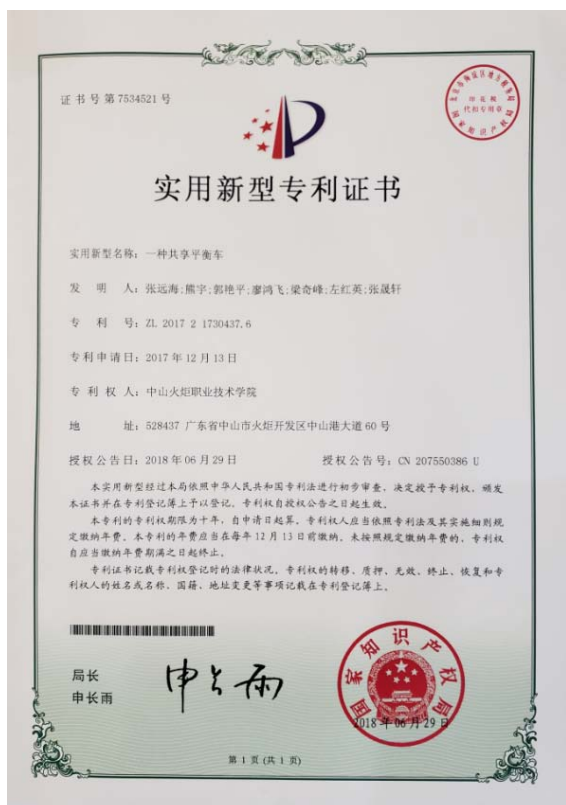 证书号第7534521号
印花税
代扣专用章
国家知识产权局
实用新型专利证书
实用新型名称：一种共享平衡车
发明人：张远海;熊宇;郭艳平;廖鸿飞;梁奇峰;左红英;张晟轩
专利号：ZL 2017 2 1730437.6
专利申请日：2017年12月13日
专利权人：中山火炬职业技术学院
地址：528437 广东省中山市火炬开发区中山港大道60号
授权公告日：2018年06月29日 授权公告号：CN 207550386 U
本实用新型经过本局依照中华人民共和国专利法进行初步审查，决定授予专利权，颁发
本证书并在专利登记簿上予以登记。专利权自授权公告之日起生效。
本专利的专利权期限为十年，自申请日起算。专利权人应当依照专利法及其实施细则规
定缴纳年费。本专利的年费应当在每年12月13日前缴纳。未按照规定缴纳年费的，专利权
自应当缴纳年费期满之日起终止。
专利证书记载专利权登记时的法律状况。专利权的转移、质押、无效、终止、恢复和专
利权人的姓名或名称、国籍、地址变更等事项记载在专利登记簿上。
局长
申长雨
申长雨
国家知识产权局
2018年06月29日
第1页(共1页)